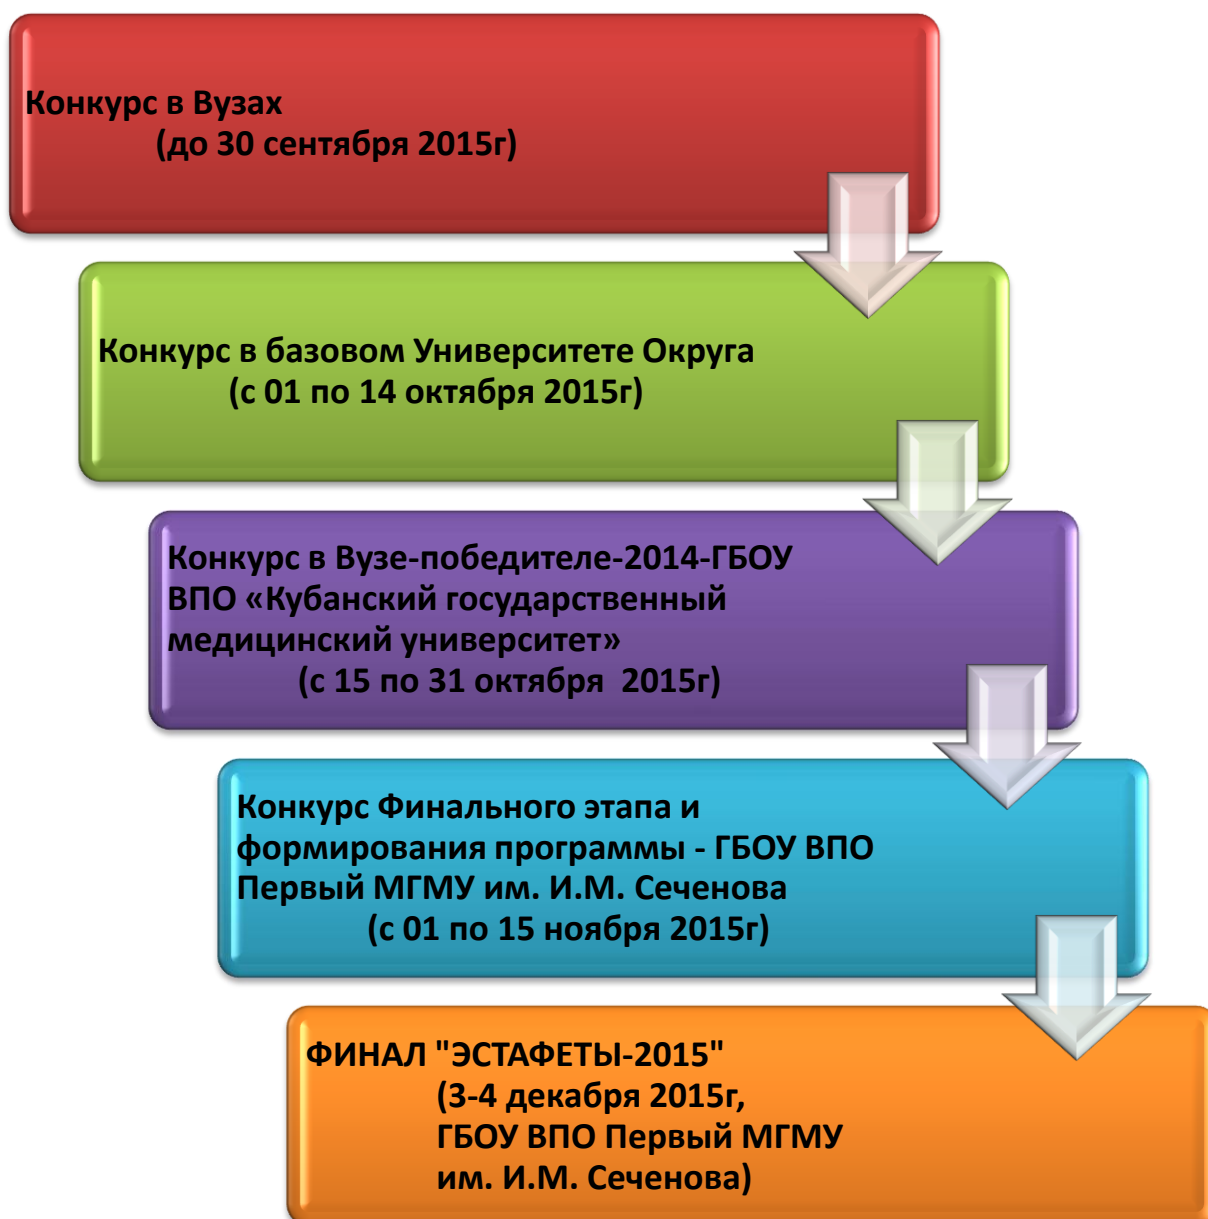 Конкурс в Вузах
(до 30 сентября 2015г)
Конкурс в базовом Университете Округа
(с 01 по 14 октября 2015г)
Конкурс в Вузе-победителе-2014-ГБОУ
ВПО «Кубанский государственный
медицинский университет»
(с 15 по 31 октября  2015г)
Конкурс Финального этапа и
формирования программы - ГБОУ ВПО
Первый МГМУ им. И.М. Сеченова
(с 01 по 15 ноября 2015г)
ФИНАЛ "ЭСТАФЕТЫ-2015"
(3-4 декабря 2015г,
ГБОУ ВПО Первый МГМУ
им. И.М. Сеченова)